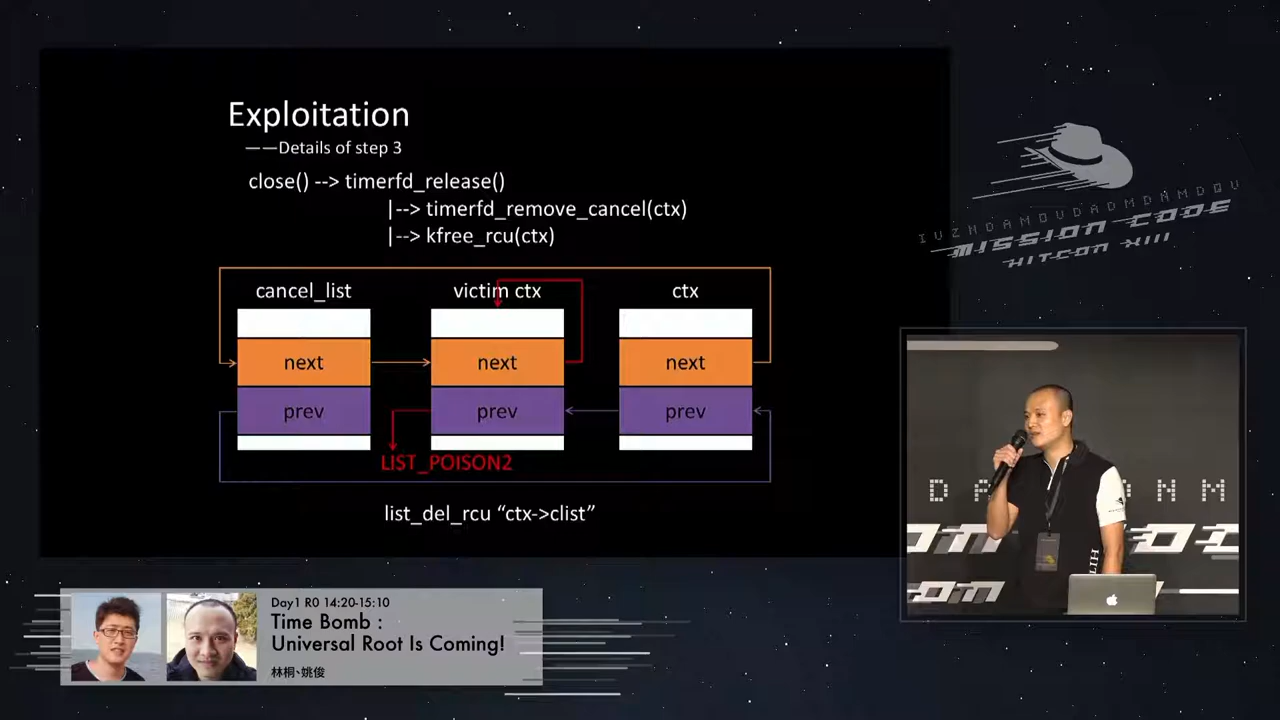 Exploitation
——Details of step 3
close() --> timerfd_release()
|--> timerfd_remove_cancel(ctx)
|--> kfree_rcu(ctx)
cancel_list
victim ctx
ctx
next
next
next
prev
prev
prev
LIST_POISON2
list_del_rcu “ctx->clist”
IVZHDAMOVDADMDAMDQV
MISSION CODE
HITCON XIII
Day1 R0 14:20-15:10
Time Bomb :
Universal Root Is Coming!
林桐、姚俊